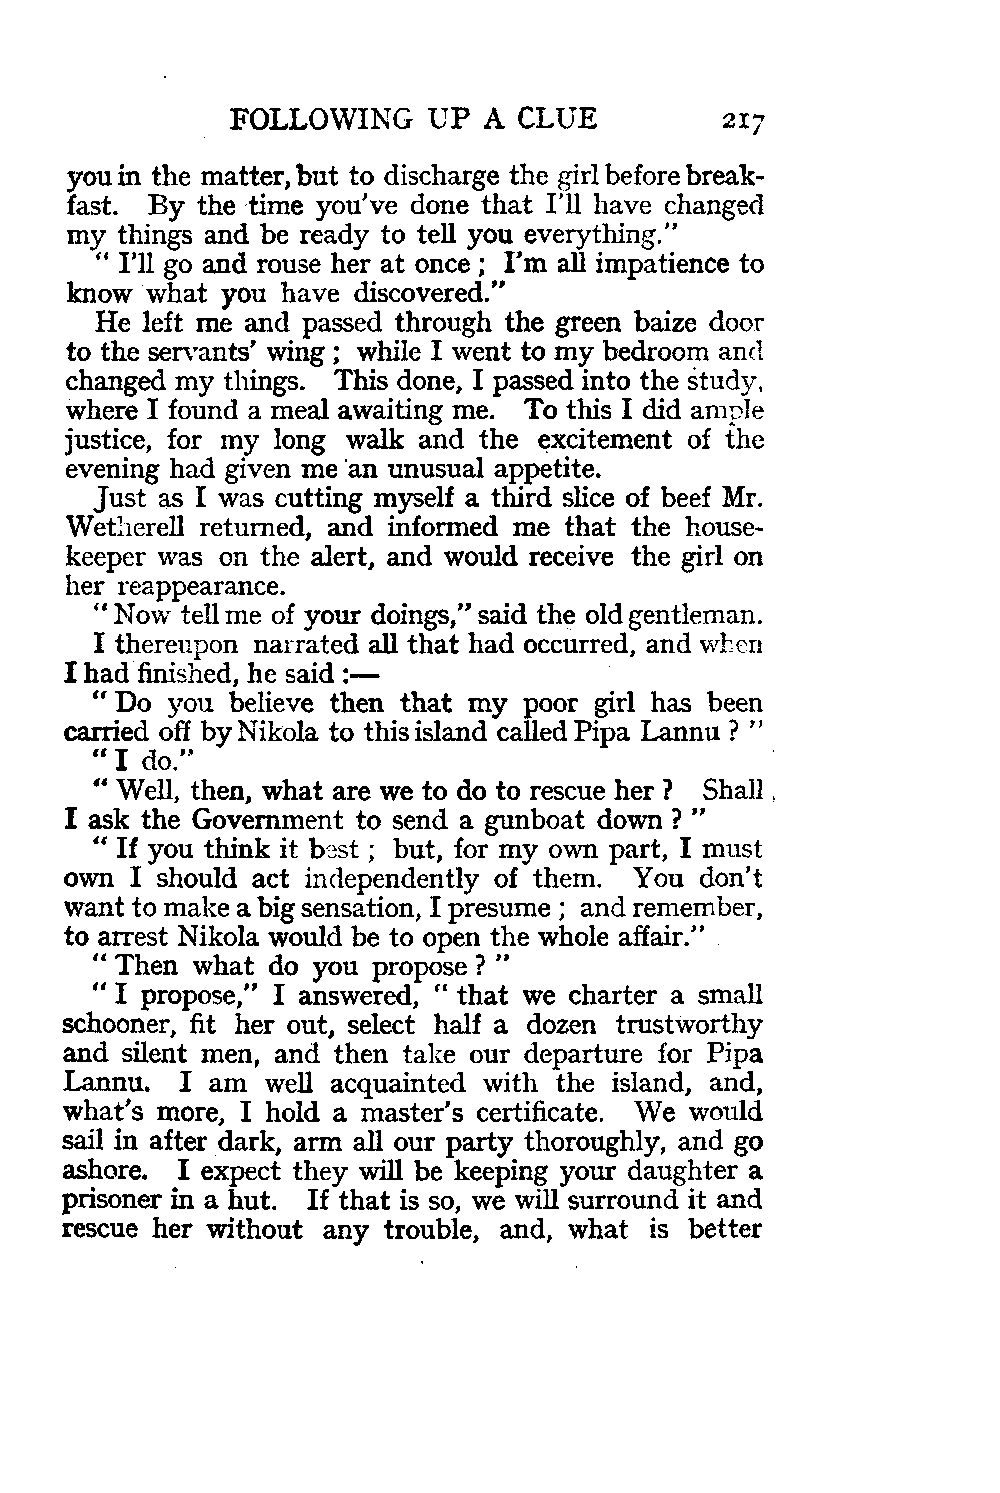 FOLLOWING UP A CLUE 217
you in the matter, but to discharge the girl before break-
fast. By the time you've done that I'll have changed
my things and be ready to tell you everything."
" I'll go and rouse her at once ; I'm all impatience to
know what you have discovered."
He left me and passed through the green baize door
to the servants' wing ; while I went to my bedroom and
changed my things. This done, I passed into the study,
where I found a meal awaiting me. To this I did ample
justice, for my long walk and the excitement of the
evening had given me an unusual appetite.
Just as I was cutting myself a third slice of beef Mr.
Wetherell returned, and informed me that the house-
keeper was on the alert, and would receive the girl on
her reappearance.
" Now tell me of your doings," said the old gentleman.
I thereupon narrated all that had occurred, and when
I had finished, he said :—
" Do you believe then that my poor girl has been
carried off by Nikola to this island called Pipa Lannu ? "
" I do."
" Well, then, what are we to do to rescue her ? Shall
I ask the Government to send a gunboat down ? "
" If you think it best ; but, for my own part, I must
own I should act independently of them. You don't
want to make a big sensation, I presume ; and remember,
to arrest Nikola would be to open the whole affair."
" Then what do you propose ? "
" I propose," I answered, " that we charter a small
schooner, fit her out, select half a dozen trustworthy
and silent men, and then take our departure for Pipa
Lannu. I am well acquainted with the island, and,
what's more, I hold a master's certificate. We would
sail in after dark, arm all our party thoroughly, and go
ashore. I expect they will be keeping your daughter a
prisoner in a hut. If that is so, we will surround it and
rescue her without any trouble, and, what is better